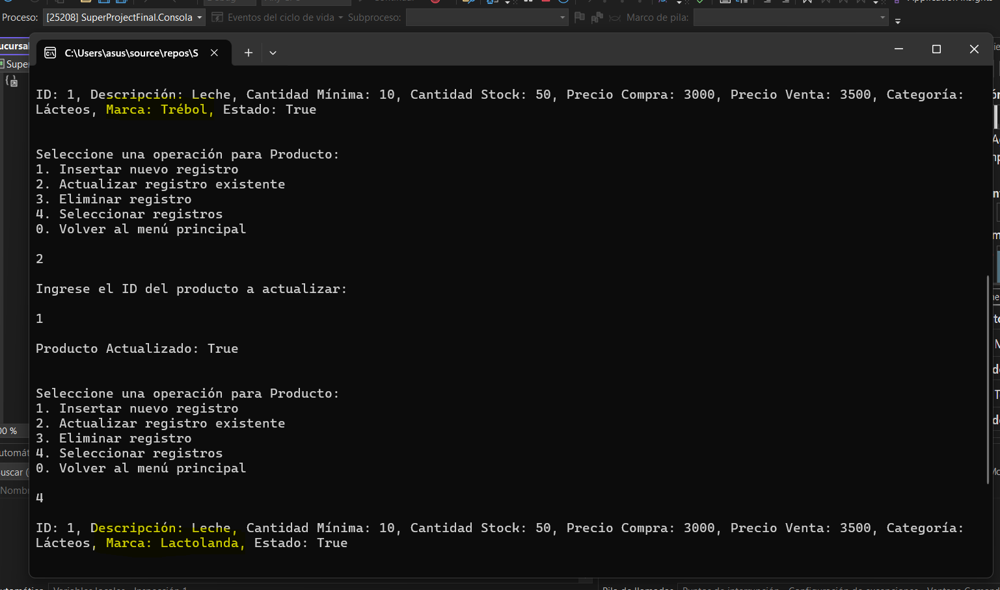 Proceso: [25208] SuperProjectFinal.Consola Eventos del ciclo de vida Subproceso: Marco de pila:
C:\Users\asus\source\repos\S
ID: 1, Descripción: Leche, Cantidad Mínima: 10, Cantidad Stock: 50, Precio Compra: 3000, Precio Venta: 3500, Categoría:
Lácteos, Marca: Trébol, Estado: True
Seleccione una operación para Producto:
1. Insertar nuevo registro
2. Actualizar registro existente
3. Eliminar registro
4. Seleccionar registros
0. Volver al menú principal
2
Ingrese el ID del producto a actualizar:
1
Producto Actualizado: True
Seleccione una operación para Producto:
1. Insertar nuevo registro
2. Actualizar registro existente
3. Eliminar registro
4. Seleccionar registros
0. Volver al menú principal
4
ID: 1, Descripción: Leche, Cantidad Mínima: 10, Cantidad Stock: 50, Precio Compra: 3000, Precio Venta: 3500, Categoría:
Lácteos, Marca: Lactolanda, Estado: True